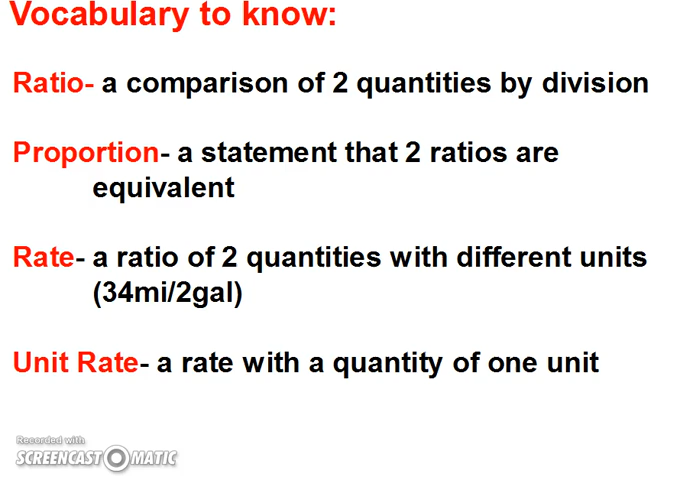 Vocabulary to know:
Ratio- a comparison of 2 quantities by division
Proportion- a statement that 2 ratios are
equivalent
Rate- a ratio of 2 quantities with different units
(34mi/2gal)
Unit Rate- a rate with a quantity of one unit
Recorded with
SCREENCAST O MATIC